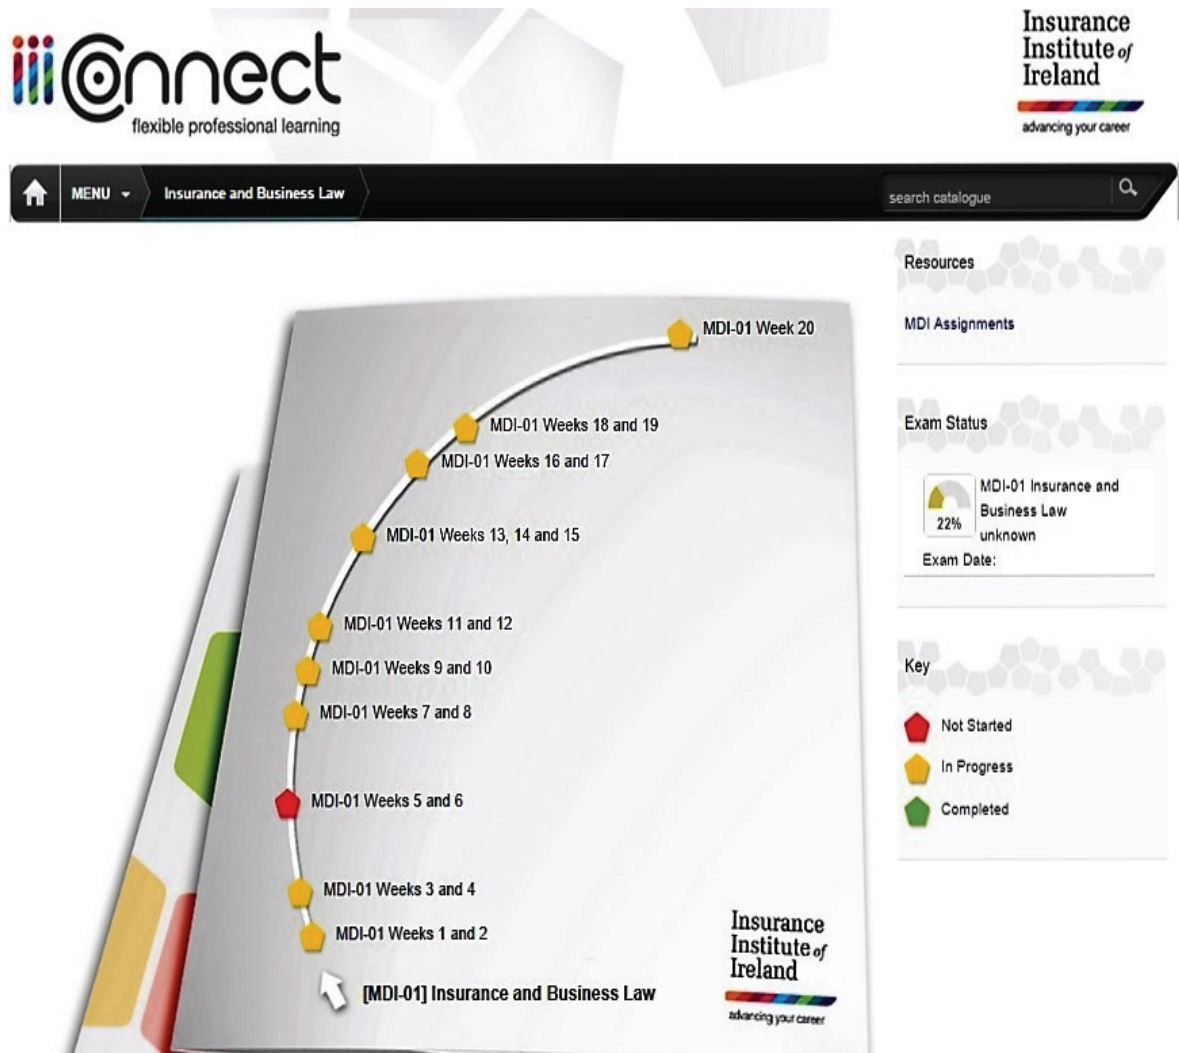 iiiConnect
flexible professional learning
Insurance
Institute of
Ireland
advancing your career
MENU
Insurance and Business Law
search catalogue
Resources
MDI Assignments
Exam Status
22%
MDI-01 Insurance and
Business Law
unknown
Exam Date:
Key
Not Started
In Progress
Completed
MDI-01 Week 20
MDI-01 Weeks 18 and 19
MDI-01 Weeks 16 and 17
MDI-01 Weeks 13, 14 and 15
MDI-01 Weeks 11 and 12
MDI-01 Weeks 9 and 10
MDI-01 Weeks 7 and 8
MDI-01 Weeks 5 and 6
MDI-01 Weeks 3 and 4
MDI-01 Weeks 1 and 2
[MDI-01] Insurance and Business Law
Insurance
Institute of
Ireland
advancing your career